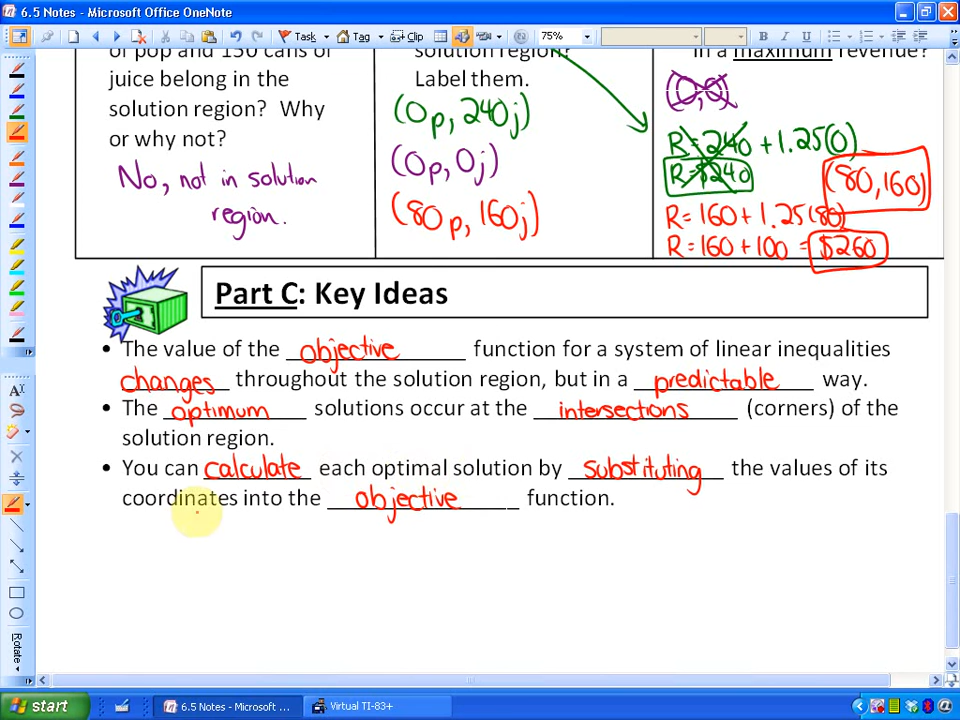 6.5 Notes - Microsoft Office OneNote
Task
Tag
Clip
75%
B
I
U
of pop and 150 cans of
juice belong in the
solution region? Why
or why not?
No, not in solution
region.
solution region?
Label them.
(0p, 240j)
(0p, 0j)
(80p, 160j)
in a maximum revenue?
(0,0)
R = 240 + 1.25(0)
R = $240
(80, 160)
R = 160 + 1.25(80)
R = 160 + 100 = $260
Part C: Key Ideas
• The value of the objective function for a system of linear inequalities
changes throughout the solution region, but in a predictable way.
• The optimum solutions occur at the intersections (corners) of the
solution region.
• You can calculate each optimal solution by substituting the values of its
coordinates into the objective function.
Rotate
start
6.5 Notes - Microsoft ...
Virtual TI-83+